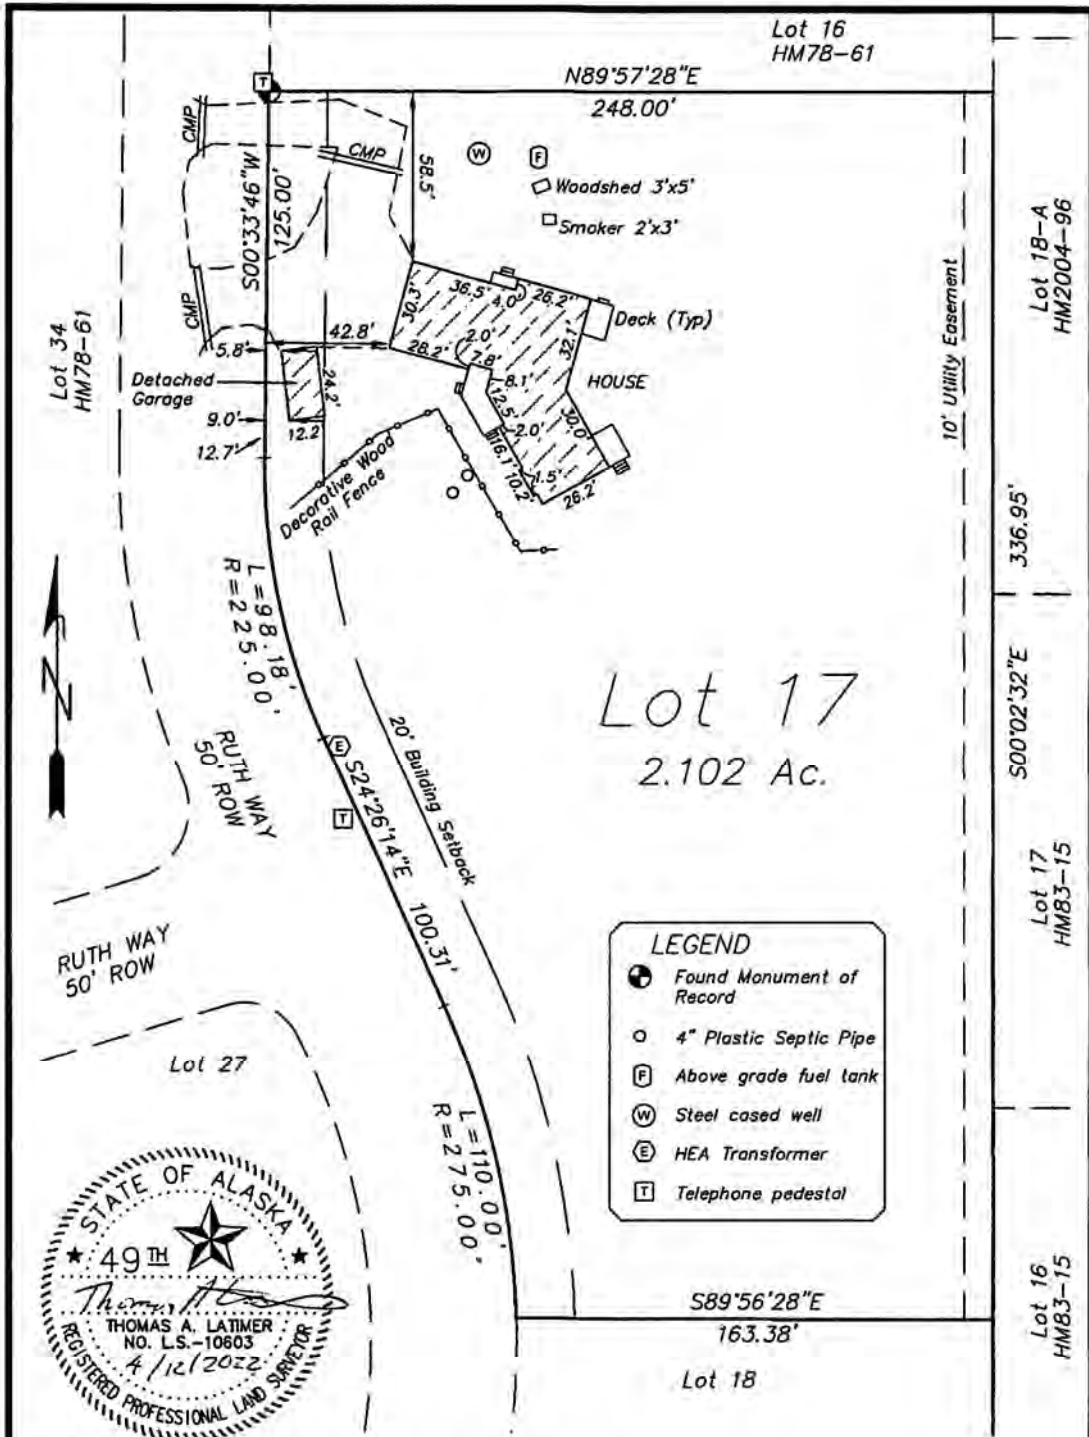 Lot 16
HM78-61
N89°57'28"E
248.00'
T
CMP
CMP
CMP
S00°33'46"W
125.00'
58.5'
W
F
Woodshed 3'x5'
Smoker 2'x3'
Lot 34
HM78-61
36.5'
4.0'
26.2'
30.3'
Deck (Typ)
42.8'
2.0'
28.2'
7.8'
32.1'
5.8'
8.1'
HOUSE
Detached
Garage
24.2'
12.5'
30.0'
9.0'
12.2
2.0'
12.7'
16.1'
10.2'
1.5'
26.2'
Decorative Wood
Rail Fence
10' Utility Easement
Lot 18-A
HM2004-96
336.95'
S00°02'32"E
L=98.18'
R=225.00'
N
RUTH WAY
50' ROW
E
T
S24°26'14"E
100.31'
20' Building Setback
Lot 17
2.102 Ac.
Lot 17
HM83-15
RUTH WAY
50' ROW
Lot 27
LEGEND
Found Monument of
Record
4" Plastic Septic Pipe
F Above grade fuel tank
W Steel cased well
E HEA Transformer
T Telephone pedestal
L=110.00'
R=275.00'
STATE OF ALASKA
49 TH
THOMAS A. LATIMER
NO. L.S.-10603
4/12/2022
REGISTERED PROFESSIONAL LAND SURVEYOR
S89°56'28"E
163.38'
Lot 18
Lot 16
HM83-15